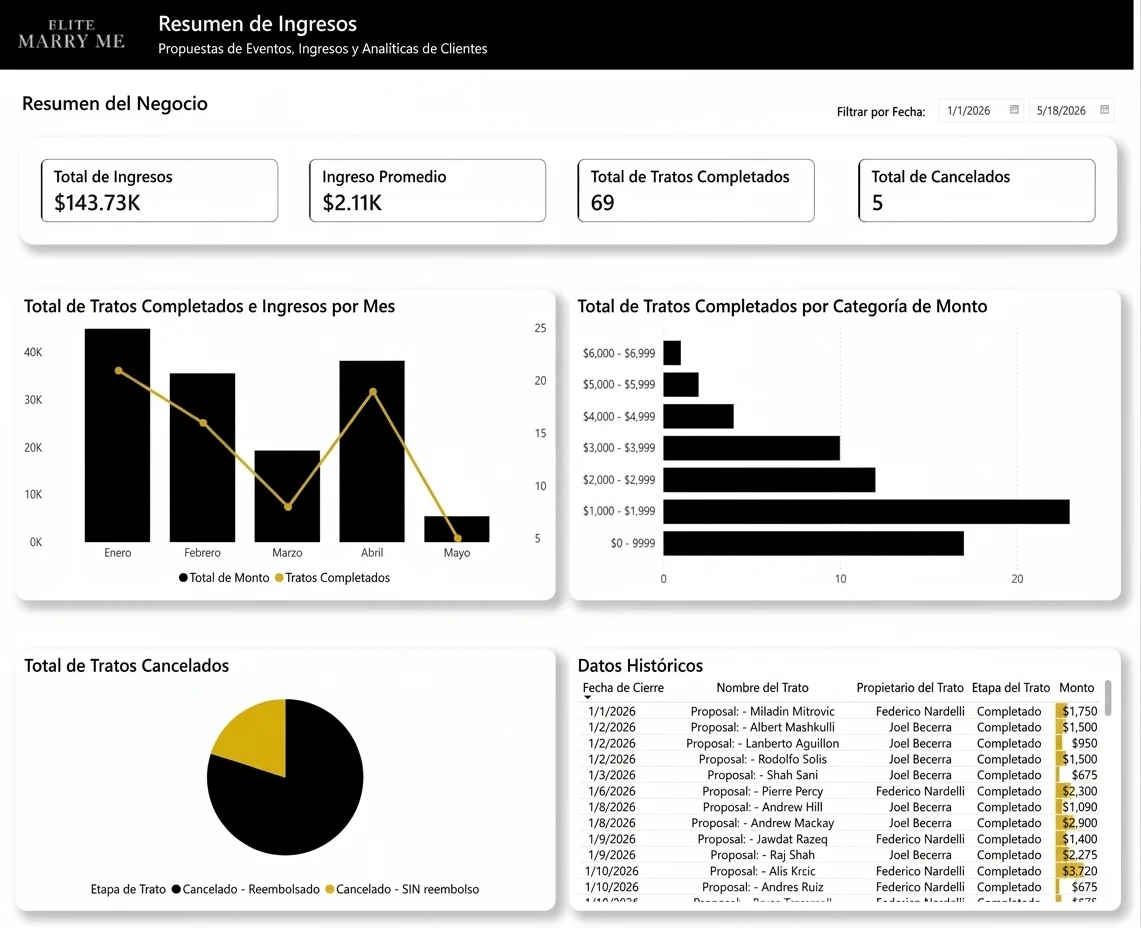 ELITE
MARRY ME
Resumen de Ingresos
Propuestas de Eventos, Ingresos y Analíticas de Clientes
Resumen del Negocio
Filtrar por Fecha: 1/1/2026 5/18/2026
Total de Ingresos
$143.73K
Ingreso Promedio
$2.11K
Total de Tratos Completados
69
Total de Cancelados
5
Total de Tratos Completados e Ingresos por Mes
40K
30K
20K
10K
0K
25
20
15
10
5
Enero Febrero Marzo Abril Mayo
Total de Monto Tratos Completados
Total de Tratos Completados por Categoría de Monto
$6,000 - $6,999
$5,000 - $5,999
$4,000 - $4,999
$3,000 - $3,999
$2,000 - $2,999
$1,000 - $1,999
$0 - 9999
0 10 20
Total de Tratos Cancelados
Etapa de Trato Cancelado - Reembolsado Cancelado - SIN reembolso
Datos Históricos
Fecha de Cierre Nombre del Trato Propietario del Trato Etapa del Trato Monto
1/1/2026 Proposal: - Miladin Mitrovic Federico Nardelli Completado $1,750
1/2/2026 Proposal: - Albert Mashkulli Joel Becerra Completado $1,500
1/2/2026 Proposal: - Lanberto Aguillon Joel Becerra Completado $950
1/2/2026 Proposal: - Rodolfo Solis Joel Becerra Completado $1,500
1/3/2026 Proposal: - Shah Sani Joel Becerra Completado $675
1/6/2026 Proposal: - Pierre Percy Federico Nardelli Completado $2,300
1/8/2026 Proposal: - Andrew Hill Joel Becerra Completado $1,090
1/8/2026 Proposal: - Andrew Mackay Joel Becerra Completado $2,900
1/9/2026 Proposal: - Jawdat Razeq Federico Nardelli Completado $1,400
1/9/2026 Proposal: - Raj Shah Joel Becerra Completado $2,275
1/10/2026 Proposal: - Alis Krcic Federico Nardelli Completado $3,720
1/10/2026 Proposal: - Andres Ruiz Federico Nardelli Completado $675